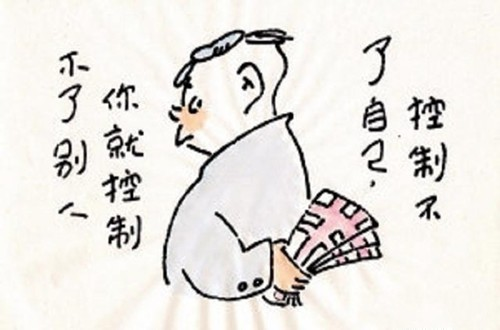 控制不
了自己，
你就控制
不了别人